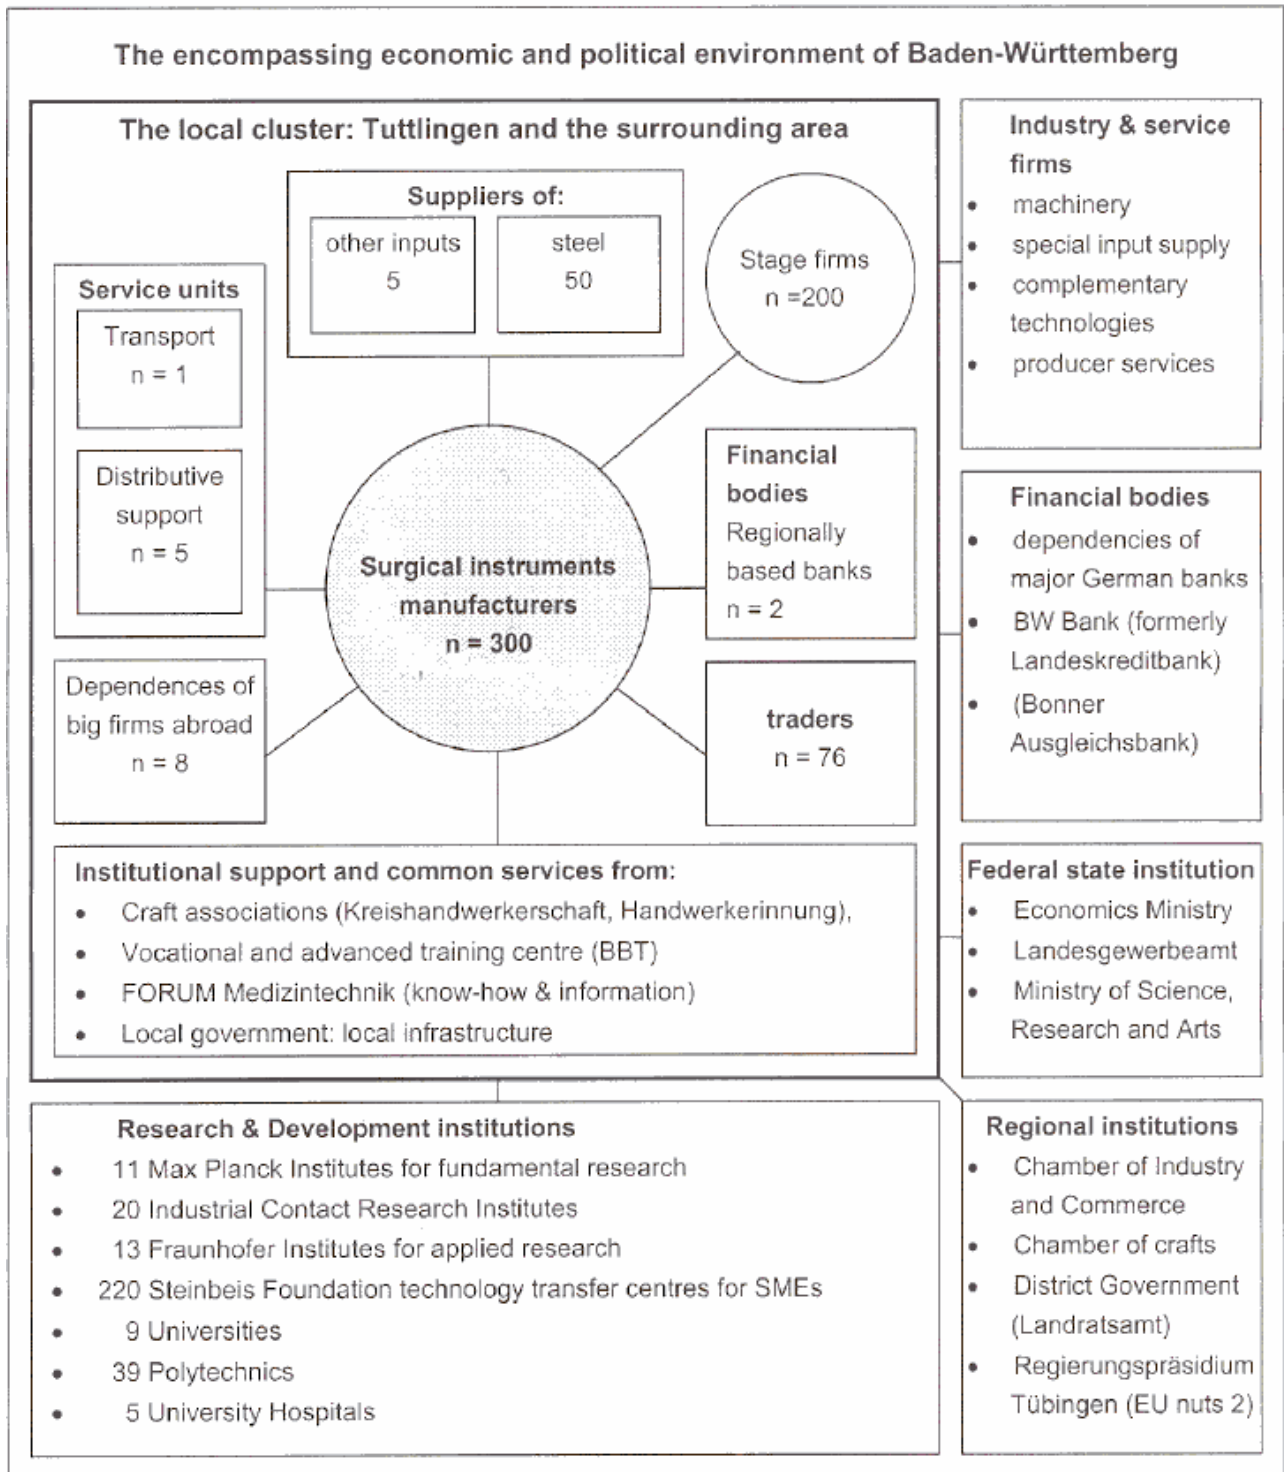 The encompassing economic and political environment of Baden-Württemberg
The local cluster: Tuttlingen and the surrounding area
Suppliers of:
other inputs
5
steel
50
Stage firms
n =200
Service units
Transport
n = 1
Distributive
support
n = 5
Surgical instruments
manufacturers
n = 300
Financial
bodies
Regionally
based banks
n = 2
Dependences of
big firms abroad
n = 8
traders
n = 76
Institutional support and common services from:
• Craft associations (Kreishandwerkerschaft, Handwerkerinnung),
• Vocational and advanced training centre (BBT)
• FORUM Medizintechnik (know-how & information)
• Local government: local infrastructure
Industry & service
firms
• machinery
• special input supply
• complementary
technologies
• producer services
Financial bodies
• dependencies of
major German banks
• BW Bank (formerly
Landeskreditbank)
• (Bonner
Ausgleichsbank)
Federal state institution
• Economics Ministry
• Landesgewerbeamt
• Ministry of Science,
Research and Arts
Research & Development institutions
• 11 Max Planck Institutes for fundamental research
• 20 Industrial Contact Research Institutes
• 13 Fraunhofer Institutes for applied research
• 220 Steinbeis Foundation technology transfer centres for SMEs
• 9 Universities
• 39 Polytechnics
• 5 University Hospitals
Regional institutions
• Chamber of Industry
and Commerce
• Chamber of crafts
• District Government
(Landratsamt)
• Regierungspräsidium
Tübingen (EU nuts 2)